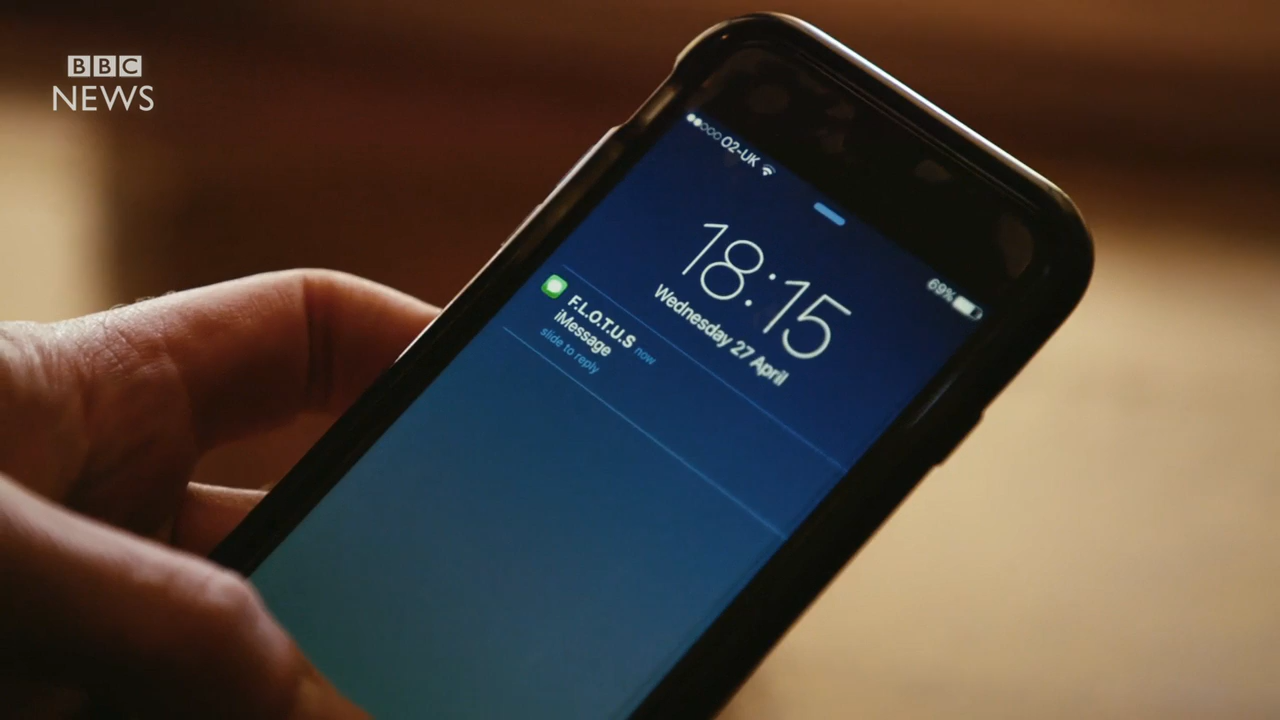 BBC
NEWS
O2-UK
69%
18:15
Wednesday 27 April
F.L.O.T.U.S now
iMessage
slide to reply